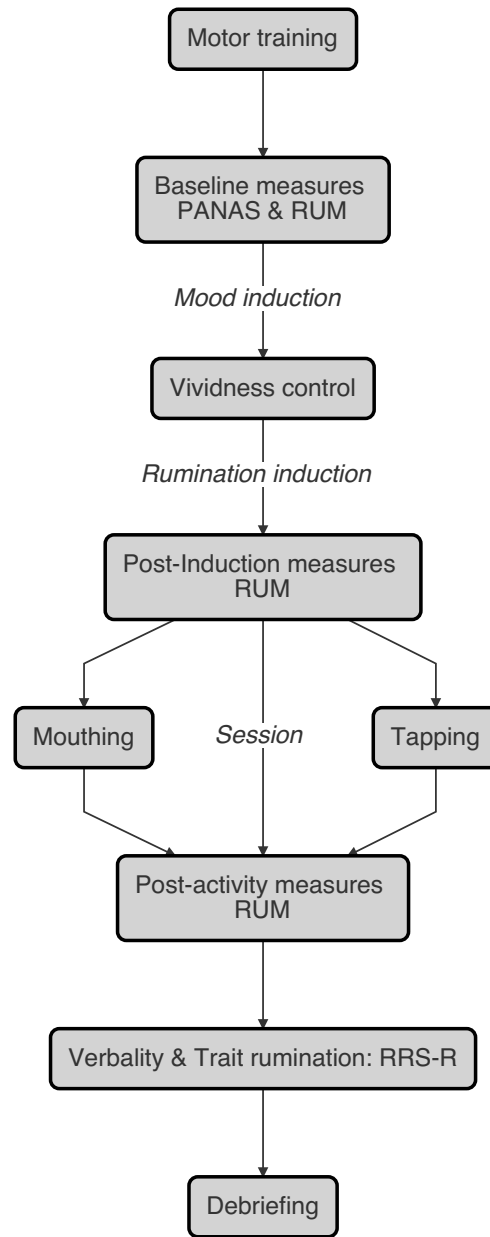 Motor training
Baseline measures
PANAS & RUM
Mood induction
Vividness control
Rumination induction
Post-Induction measures
RUM
Mouthing
Session
Tapping
Post-activity measures
RUM
Verbality & Trait rumination: RRS-R
Debriefing